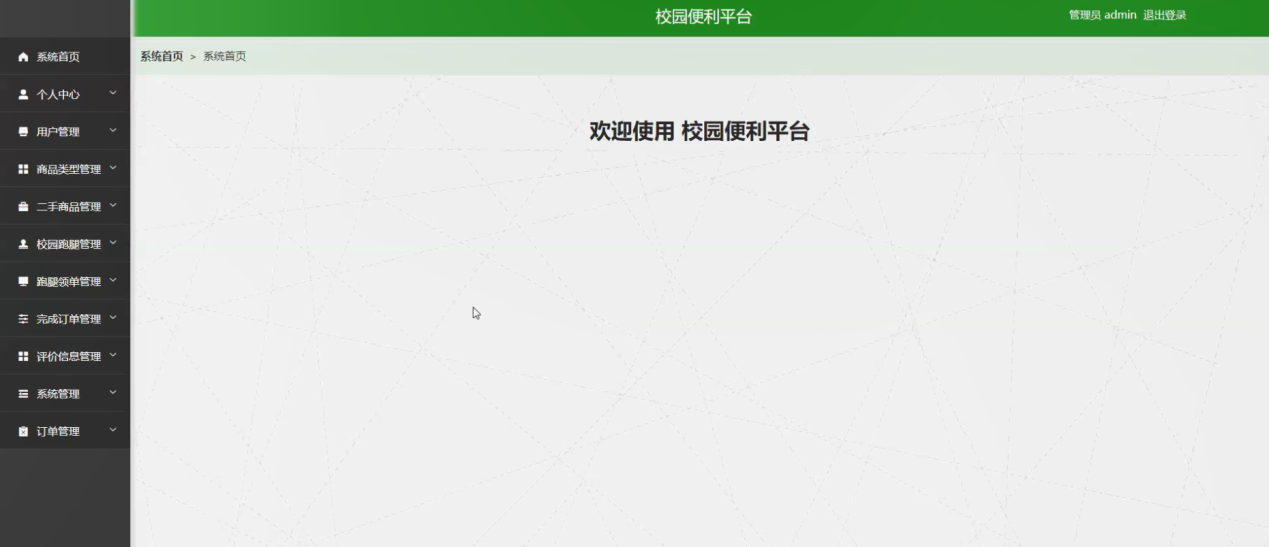 校园便利平台
管理员 admin 退出登录
系统首页
个人中心
用户管理
商品类型管理
二手商品管理
校园跑腿管理
跑腿领单管理
完成订单管理
评价信息管理
系统管理
订单管理
系统首页 > 系统首页
欢迎使用 校园便利平台